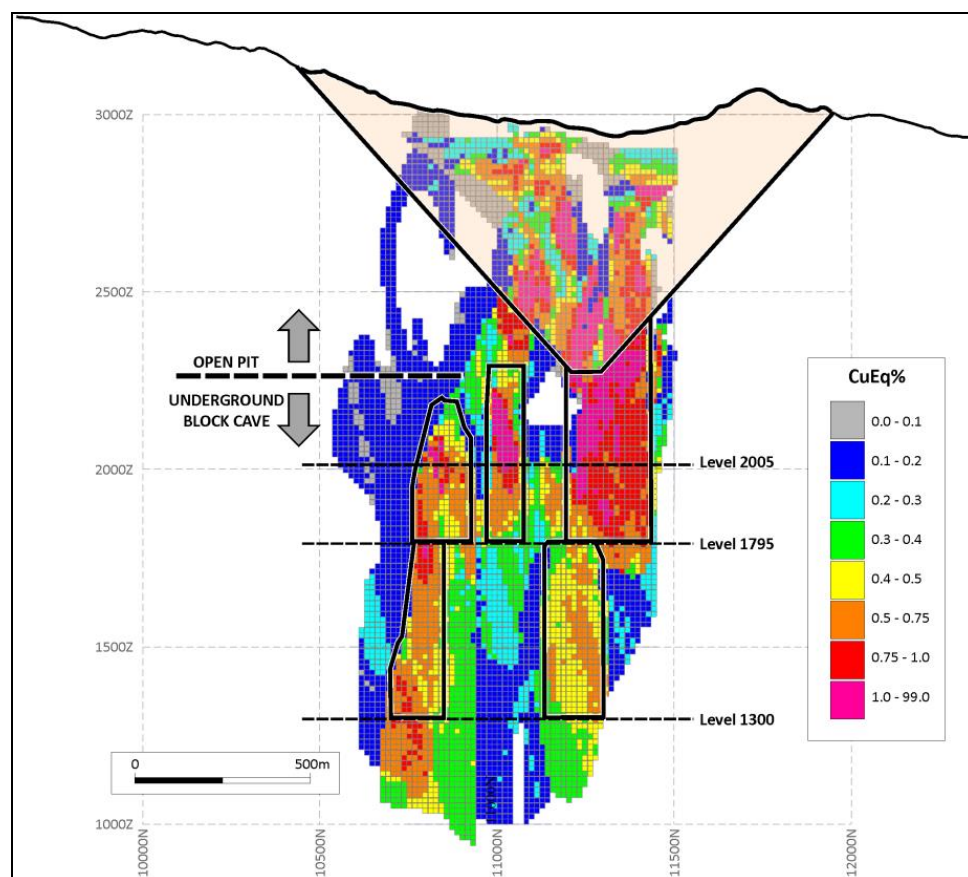 3000Z
2500Z
OPEN PIT
UNDERGROUND
BLOCK CAVE
2000Z
Level 2005
Level 1795
1500Z
Level 1300
0 500m
1000Z
10000N
10500N
11000N
11500N
12000N
CuEq%
0.0 - 0.1
0.1 - 0.2
0.2 - 0.3
0.3 - 0.4
0.4 - 0.5
0.5 - 0.75
0.75 - 1.0
1.0 - 99.0